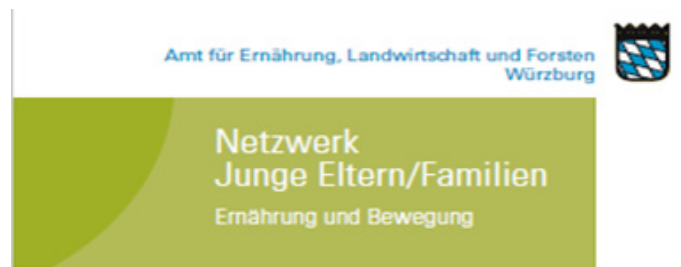 Amt für Ernährung, Landwirtschaft und Forsten
Würzburg
Netzwerk
Junge Eltern/Familien
Ernährung und Bewegung